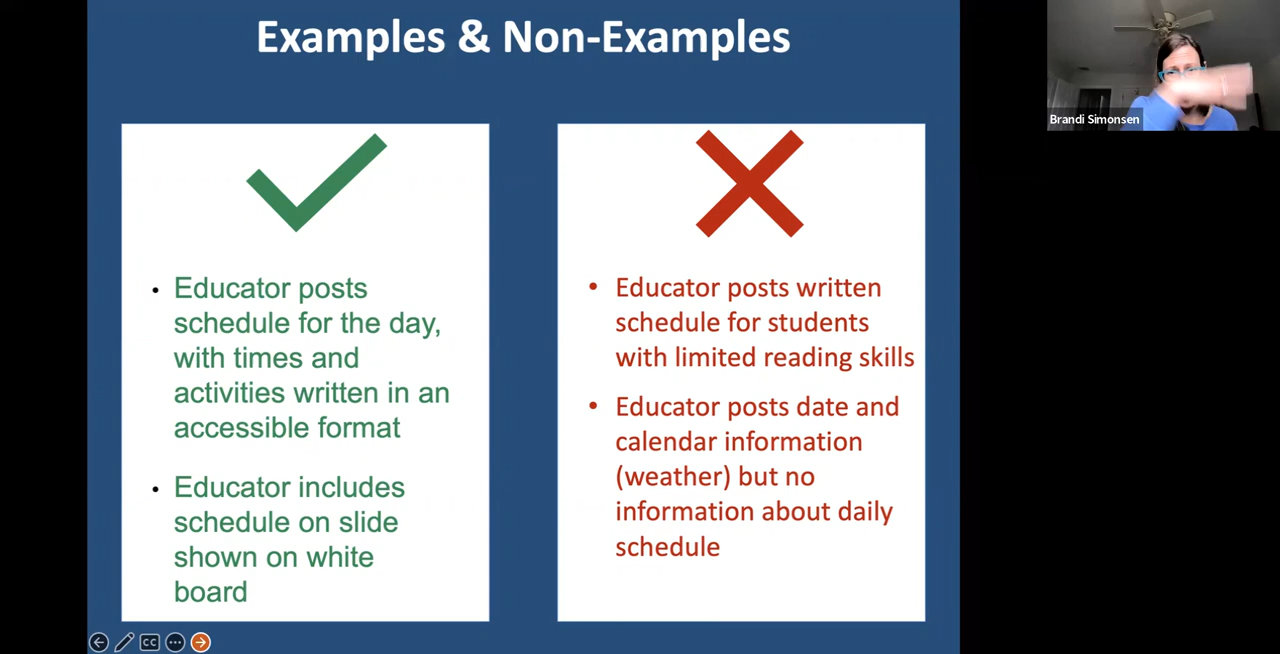 Examples & Non-Examples
Brandi Simonsen
• Educator posts
schedule for the day,
with times and
activities written in an
accessible format
• Educator includes
schedule on slide
shown on white
board
• Educator posts written
schedule for students
with limited reading skills
• Educator posts date and
calendar information
(weather) but no
information about daily
schedule
CC